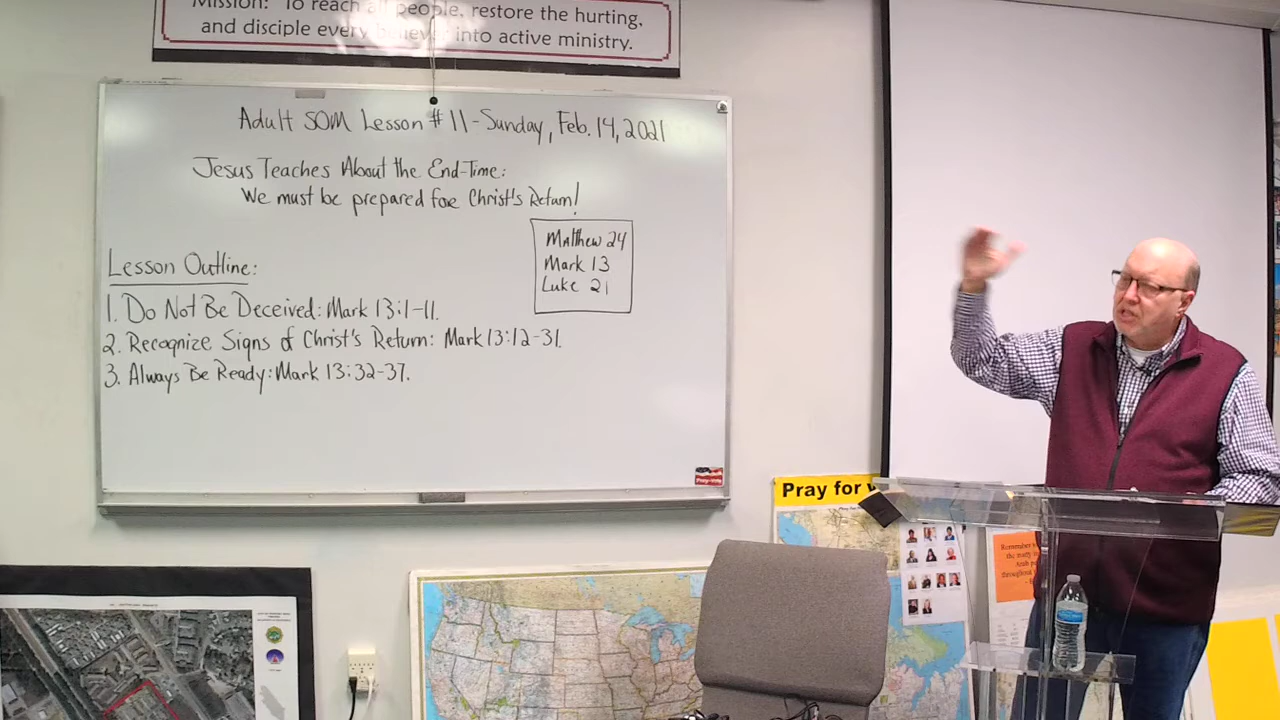 Mission: To reach all people, restore the hurting,
and disciple every believer into active ministry.
Adult SOM Lesson #11-Sunday, Feb. 14, 2021
Jesus Teaches About the End-Time:
We must be prepared for Christ's Return!
Matthew 24
Mark 13
Luke 21
Lesson Outline:
1. Do Not Be Deceived: Mark 13:1-11.
2. Recognize Signs of Christ's Return: Mark 13:12-31.
3. Always Be Ready: Mark 13:32-37.
Pray for